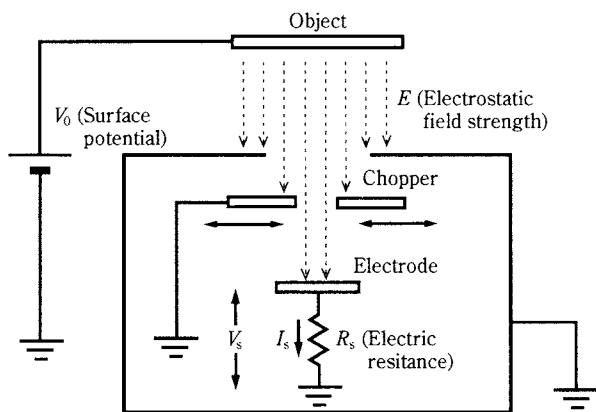 Object
V₀ (Surface
potential)
E (Electrostatic
field strength)
Chopper
Electrode
Vₛ
Iₛ
Rₛ (Electric
resitance)